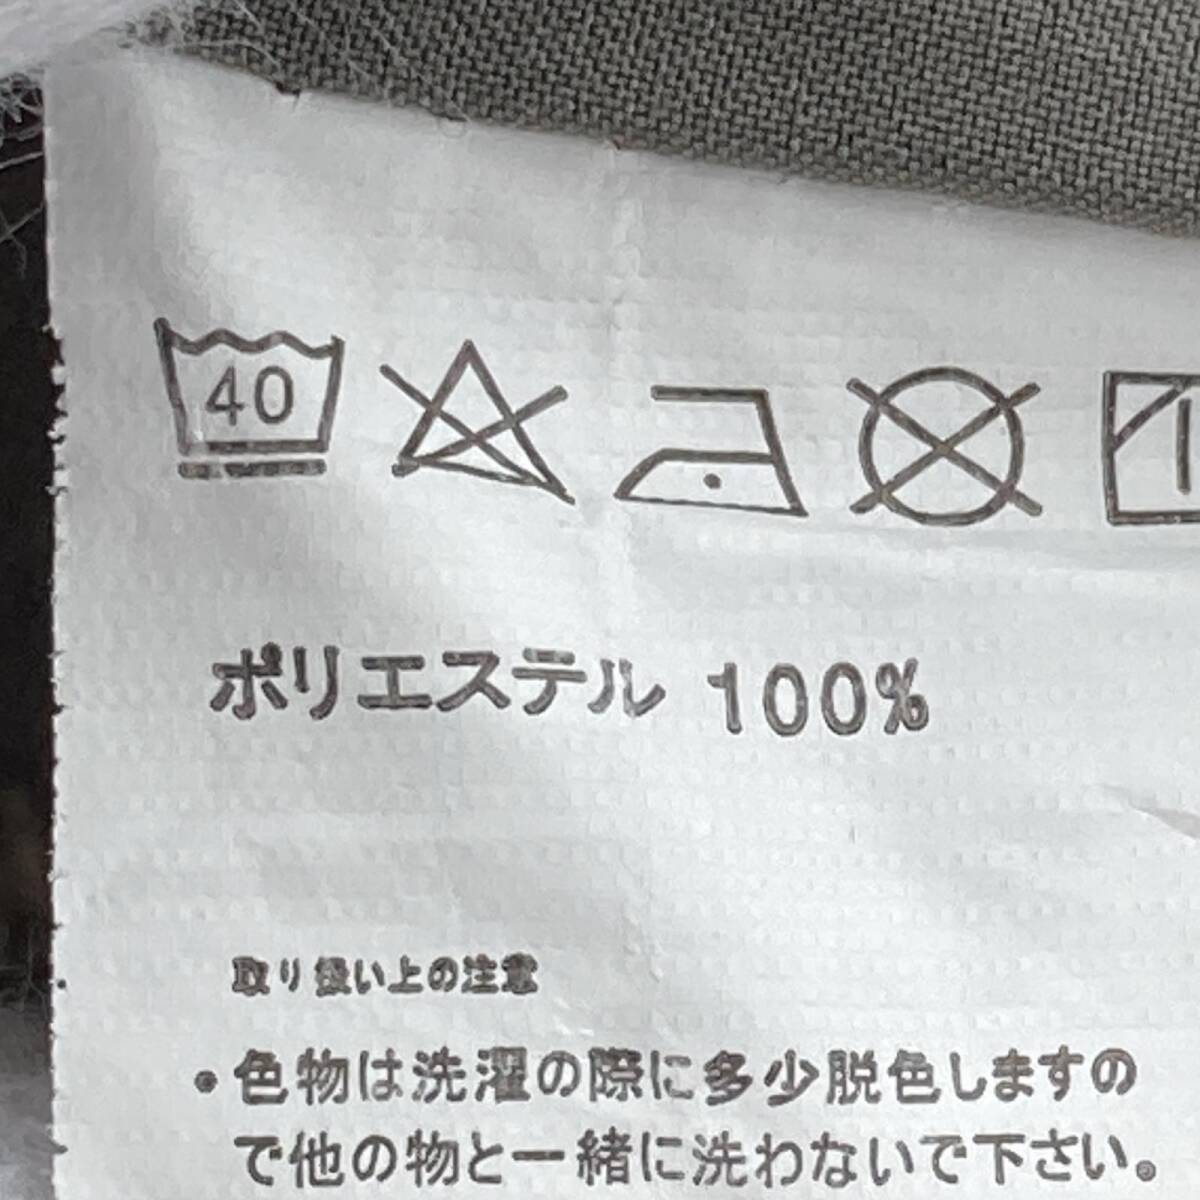 40
ポリエステル 100%
取り扱い上の注意
・色物は洗濯の際に多少脱色しますの
で他の物と一緒に洗わないで下さい。